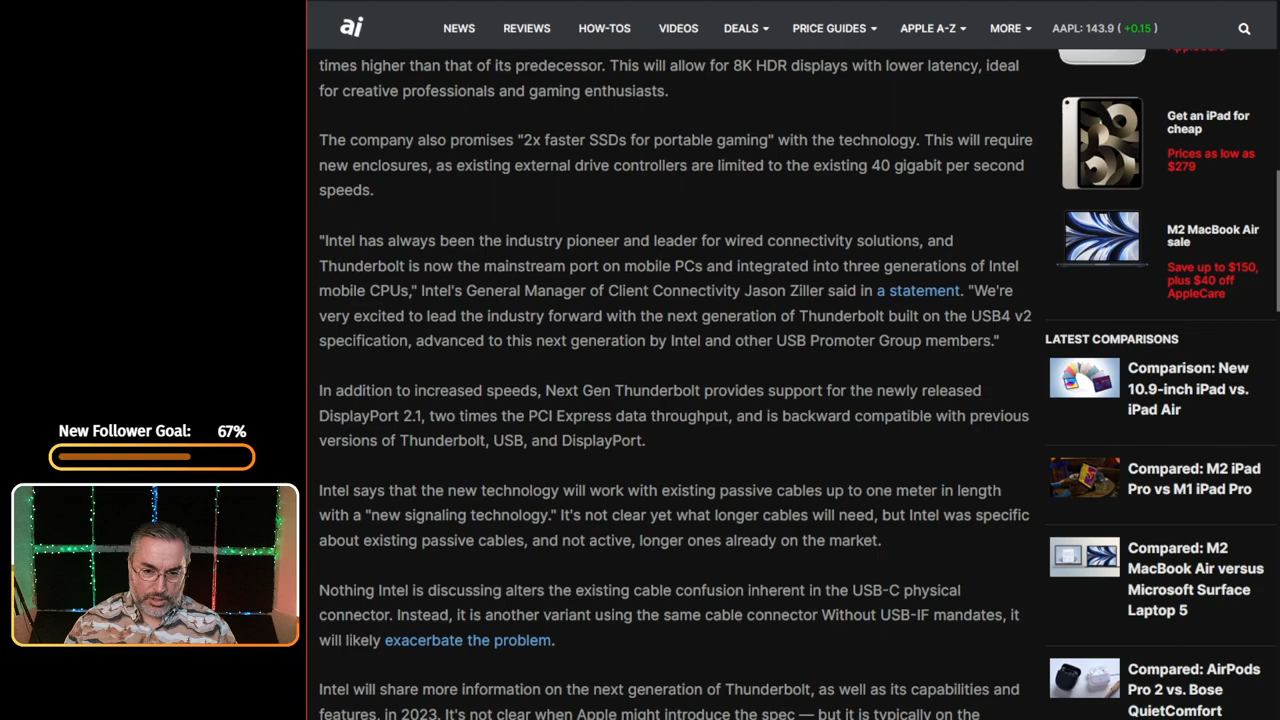 ai
NEWS
REVIEWS
HOW-TOS
VIDEOS
DEALS
PRICE GUIDES
APPLE A-Z
MORE
AAPL: 143.9 ( +0.15 )
times higher than that of its predecessor. This will allow for 8K HDR displays with lower latency, ideal
for creative professionals and gaming enthusiasts.
The company also promises "2x faster SSDs for portable gaming" with the technology. This will require
new enclosures, as existing external drive controllers are limited to the existing 40 gigabit per second
speeds.
"Intel has always been the industry pioneer and leader for wired connectivity solutions, and
Thunderbolt is now the mainstream port on mobile PCs and integrated into three generations of Intel
mobile CPUs," Intel's General Manager of Client Connectivity Jason Ziller said in a statement. "We're
very excited to lead the industry forward with the next generation of Thunderbolt built on the USB4 v2
specification, advanced to this next generation by Intel and other USB Promoter Group members."
In addition to increased speeds, Next Gen Thunderbolt provides support for the newly released
DisplayPort 2.1, two times the PCI Express data throughput, and is backward compatible with previous
versions of Thunderbolt, USB, and DisplayPort.
Intel says that the new technology will work with existing passive cables up to one meter in length
with a "new signaling technology." It's not clear yet what longer cables will need, but Intel was specific
about existing passive cables, and not active, longer ones already on the market.
Nothing Intel is discussing alters the existing cable confusion inherent in the USB-C physical
connector. Instead, it is another variant using the same cable connector Without USB-IF mandates, it
will likely exacerbate the problem.
Intel will share more information on the next generation of Thunderbolt, as well as its capabilities and
features, in 2023. It's not clear when Apple might introduce the spec — but it is typically on the
Get an iPad for
cheap
Prices as low as
$279
M2 MacBook Air
sale
Save up to $150,
plus $40 off
AppleCare
LATEST COMPARISONS
Comparison: New
10.9-inch iPad vs.
iPad Air
Compared: M2 iPad
Pro vs M1 iPad Pro
Compared: M2
MacBook Air versus
Microsoft Surface
Laptop 5
Compared: AirPods
Pro 2 vs. Bose
QuietComfort
New Follower Goal: 67%